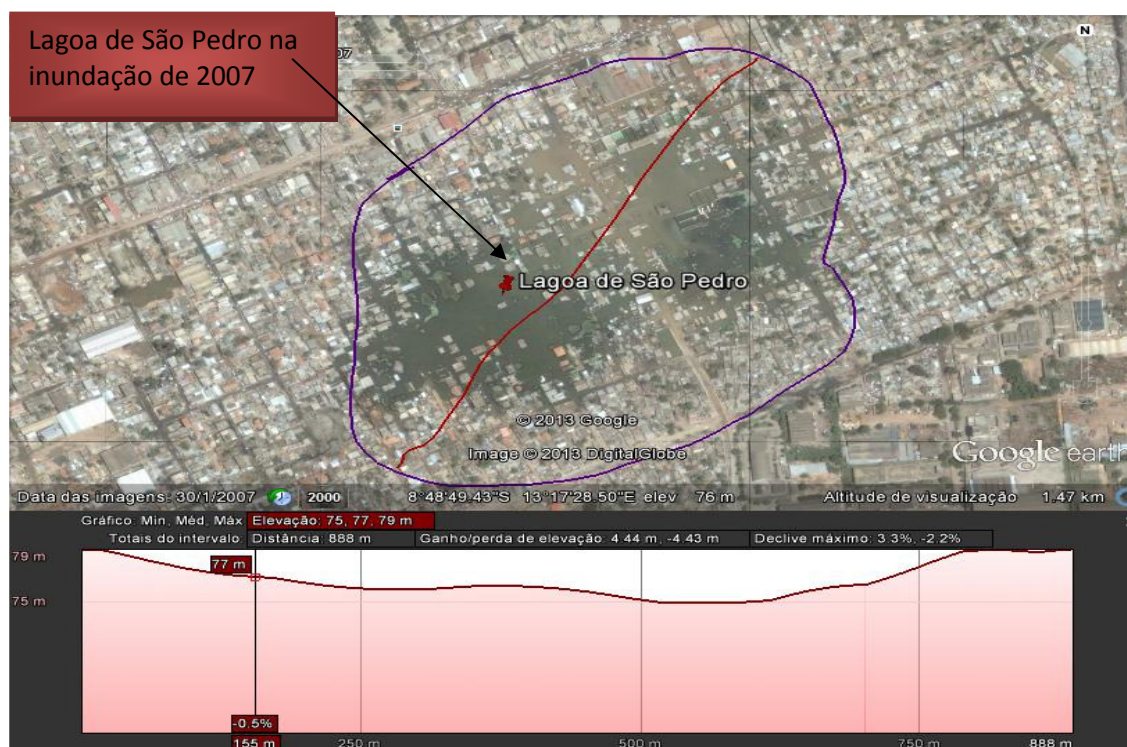 Lagoa de São Pedro na
inundação de 2007
07
N
Lagoa de São Pedro
© 2013 Google
Image © 2013 DigitalGlobe
Google earth
Data das imagens: 30/1/2007 2000 8°48'49.43"S 13°17'28.50"E elev 76 m Altitude de visualização 1.47 km
Gráfico: Min, Méd, Máx Elevação: 75, 77, 79 m
Totais do intervalo: Distância: 888 m Ganho/perda de elevação: 4.44 m, -4.43 m Declive máximo: 3.3%, -2.2%
79 m
77 m
75 m
-0.5%
155 m 250 m 500 m 750 m 888 m